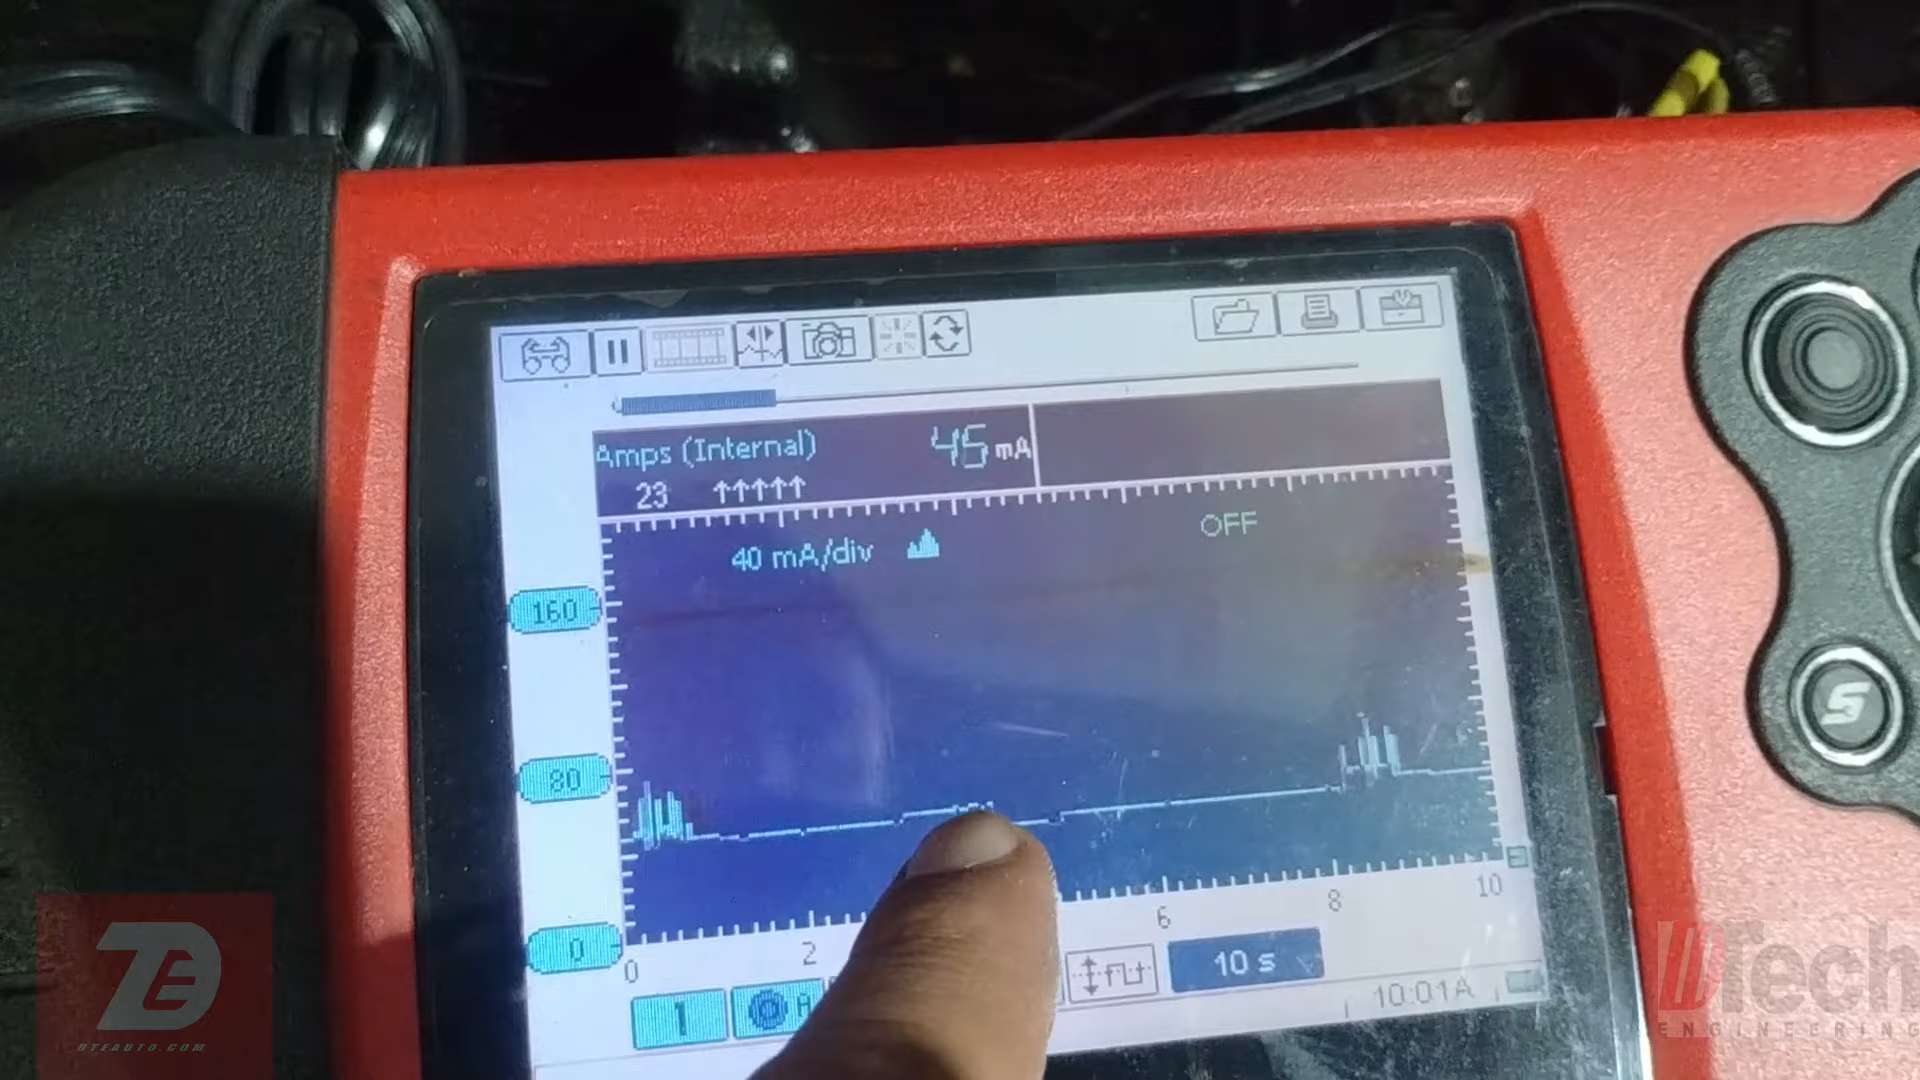 Amps (Internal) 45 mA
23 ↑↑↑↑↑
40 mA/div OFF
160
80
0
0 2 6 8 10
1 A 10 s
10:01A
S
DTE
DTEAUTO.COM
Tech
ENGINEERING